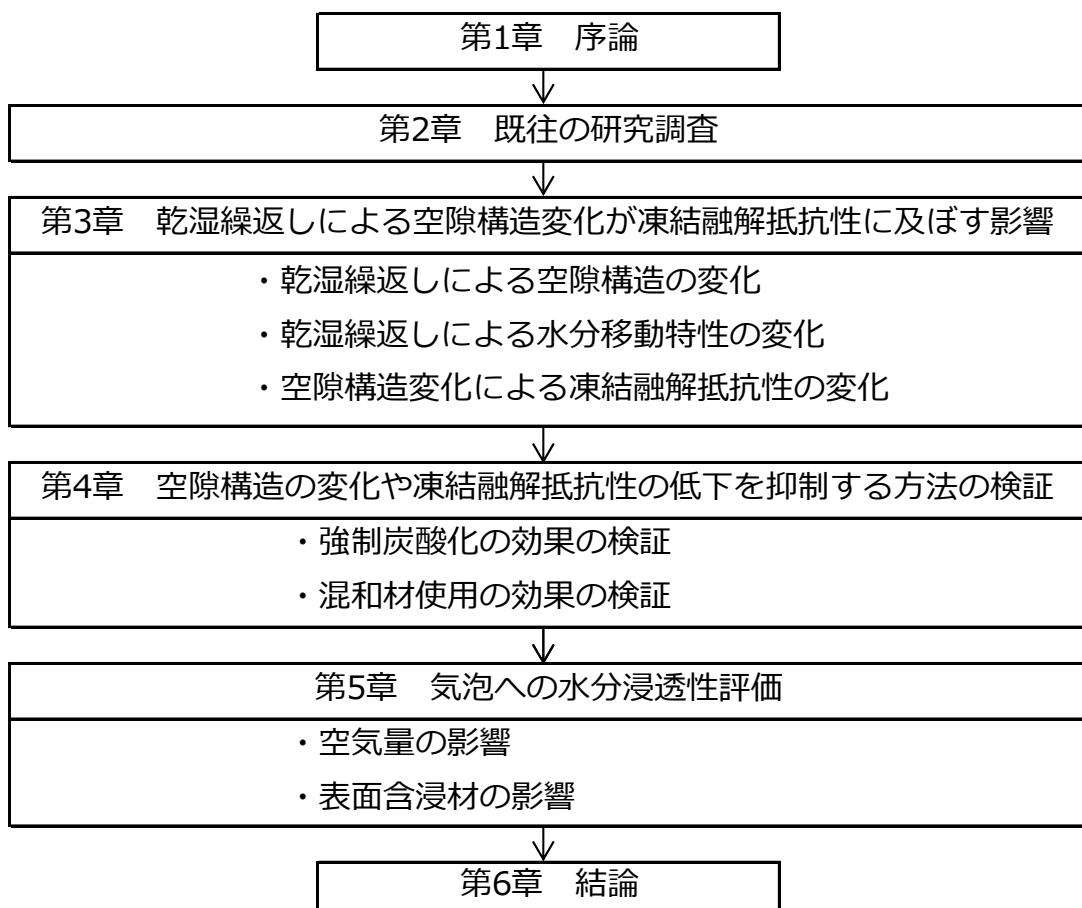 第1章　序論
第2章　既往の研究調査
第3章　乾湿繰返しによる空隙構造変化が凍結融解抵抗性に及ぼす影響
・乾湿繰返しによる空隙構造の変化
・乾湿繰返しによる水分移動特性の変化
・空隙構造変化による凍結融解抵抗性の変化
第4章　空隙構造の変化や凍結融解抵抗性の低下を抑制する方法の検証
・強制炭酸化の効果の検証
・混和材使用の効果の検証
第5章　気泡への水分浸透性評価
・空気量の影響
・表面含浸材の影響
第6章　結論